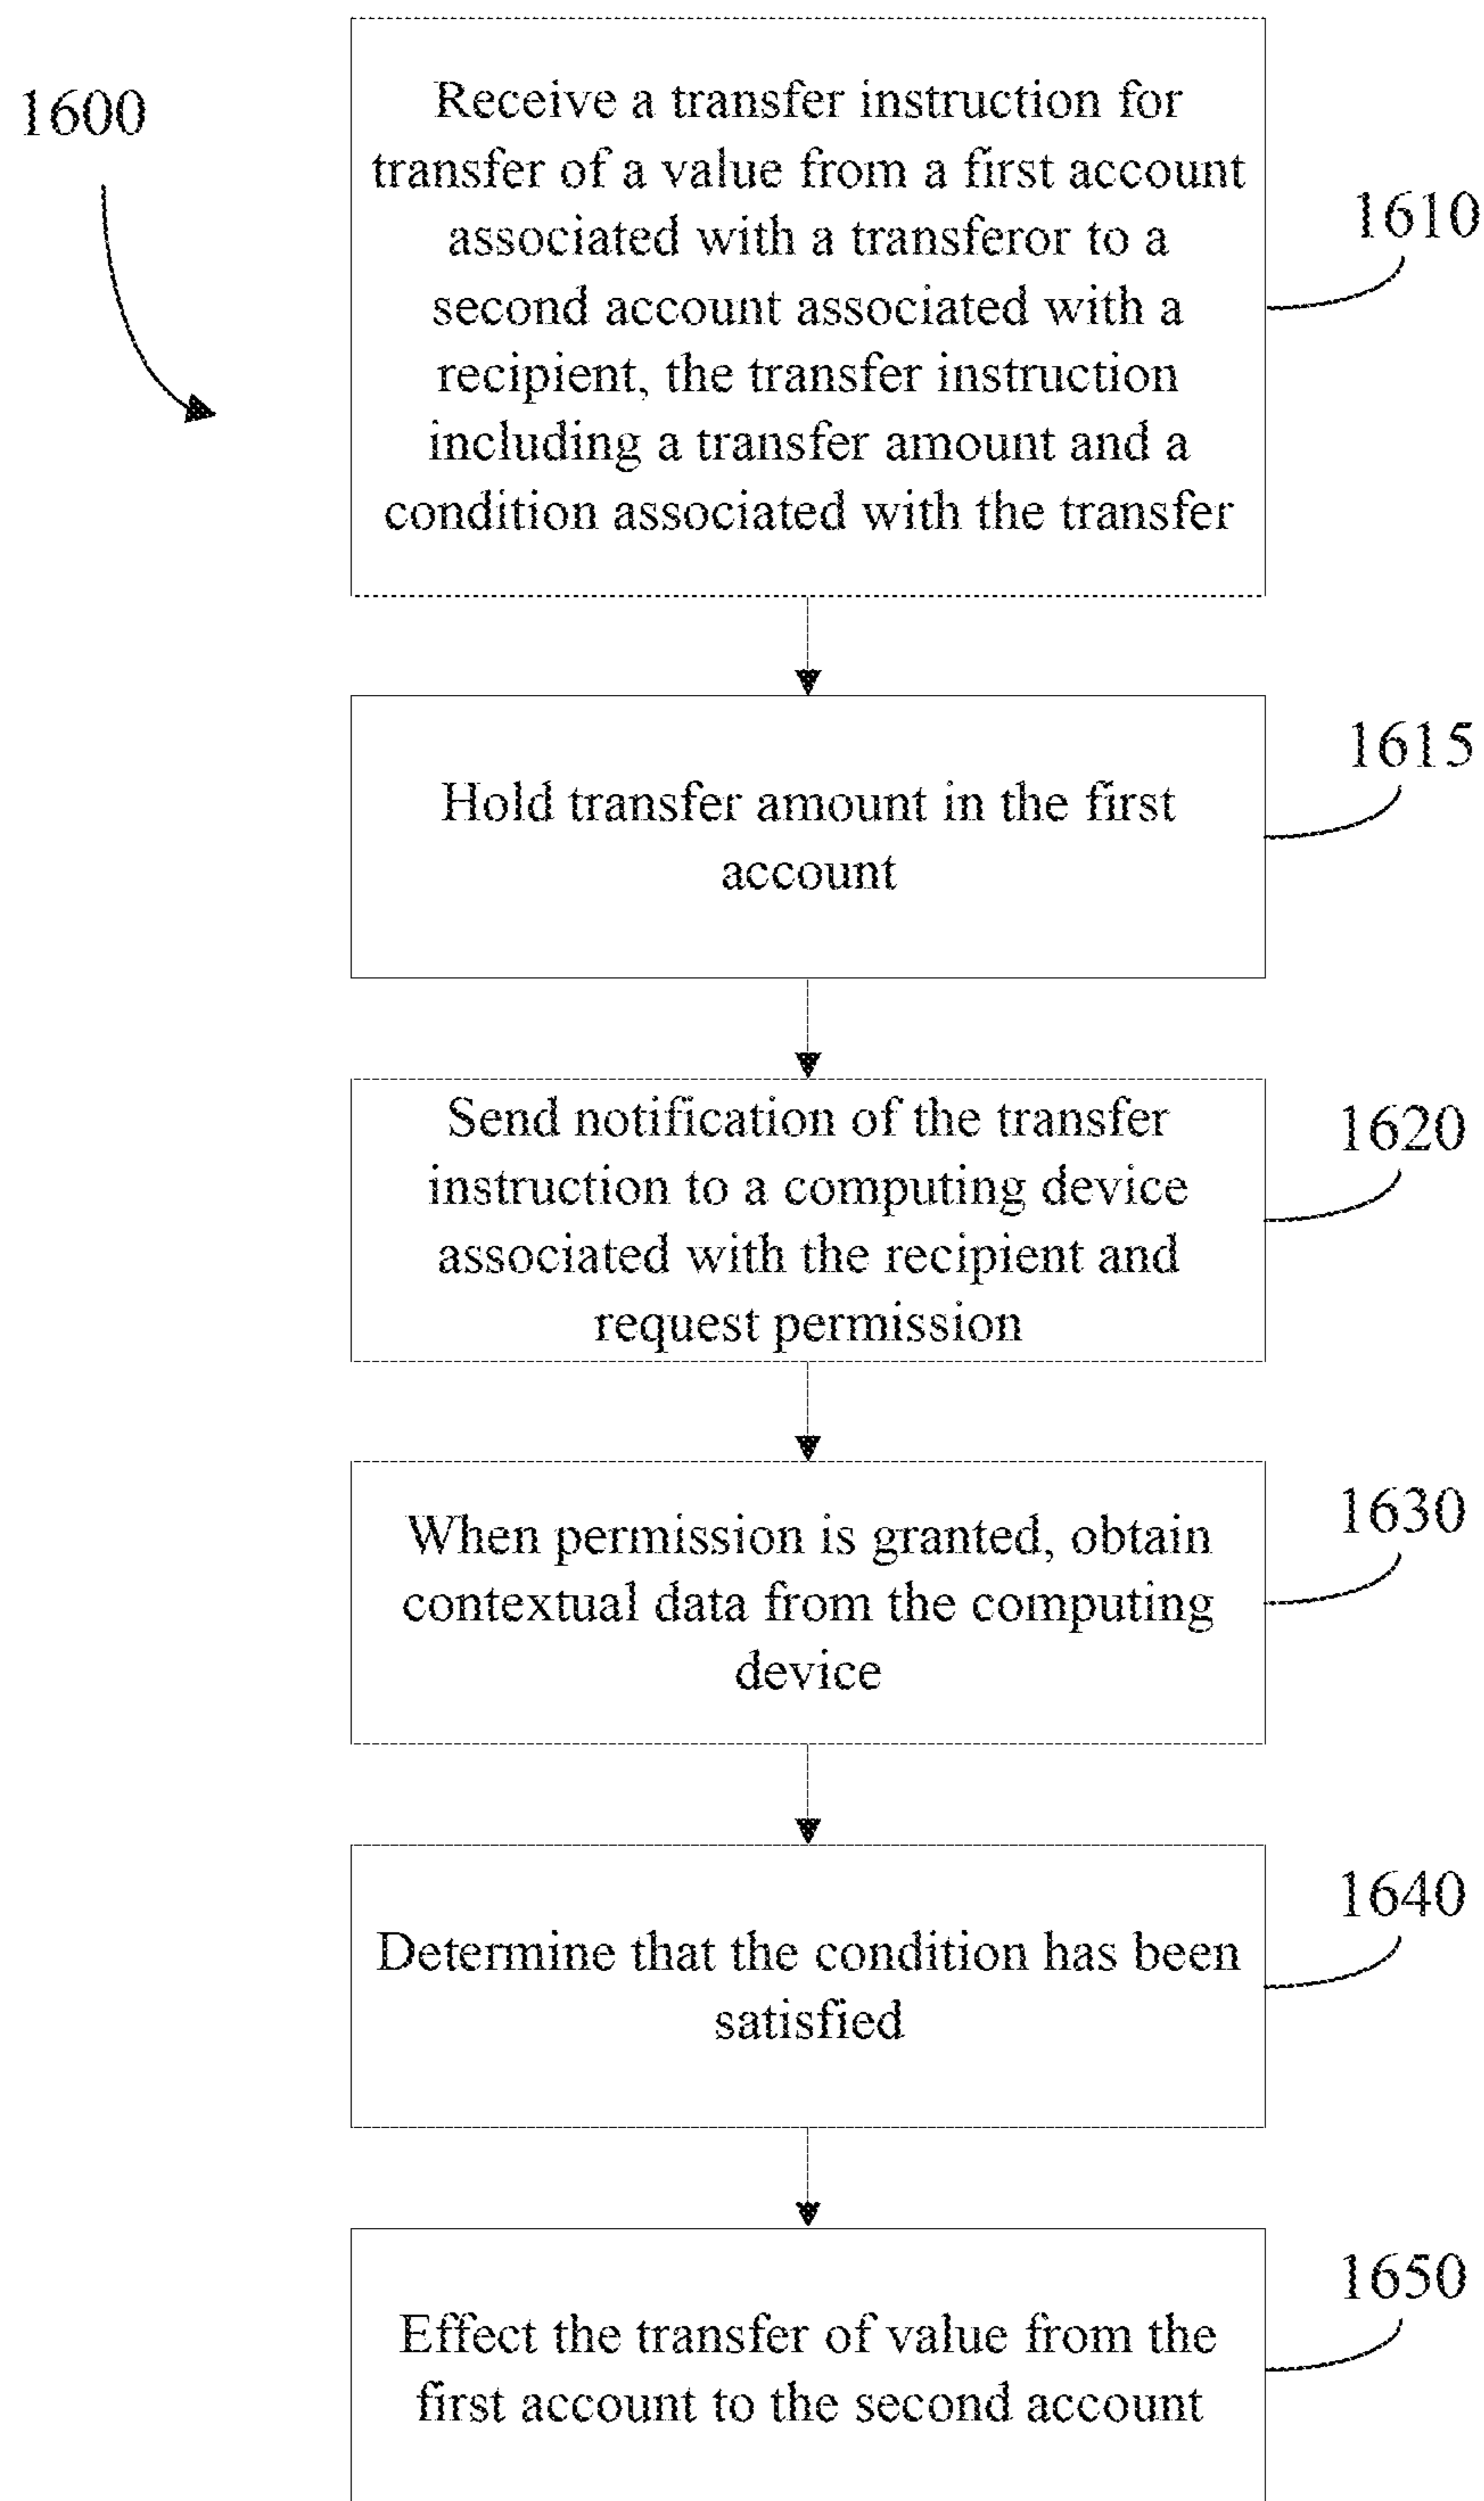 1600
Receive a transfer instruction for
transfer of a value from a first account
associated with a transferor to a
second account associated with a
recipient, the transfer instruction
including a transfer amount and a
condition associated with the transfer
1610
Hold transfer amount in the first
account
1615
Send notification of the transfer
instruction to a computing device
associated with the recipient and
request permission
1620
When permission is granted, obtain
contextual data from the computing
device
1630
Determine that the condition has been
satisfied
1640
Effect the transfer of value from the
first account to the second account
1650